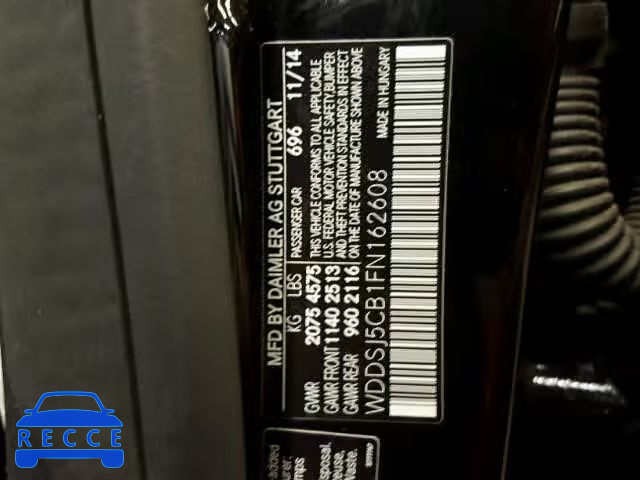 MFD BY DAIMLER AG STUTTGART
KG LBS PASSENGER CAR 696 11/14
GVWR 2075 4575 THIS VEHICLE CONFORMS TO ALL APPLICABLE
GAWR FRONT 1140 2513 U.S. FEDERAL MOTOR VEHICLE SAFETY, BUMPER
GAWR REAR 960 2116 AND THEFT PREVENTION STANDARDS IN EFFECT
ON THE DATE OF MANUFACTURE SHOWN ABOVE
WDDSJ5CB1FN162608 MADE IN HUNGARY
RECCE